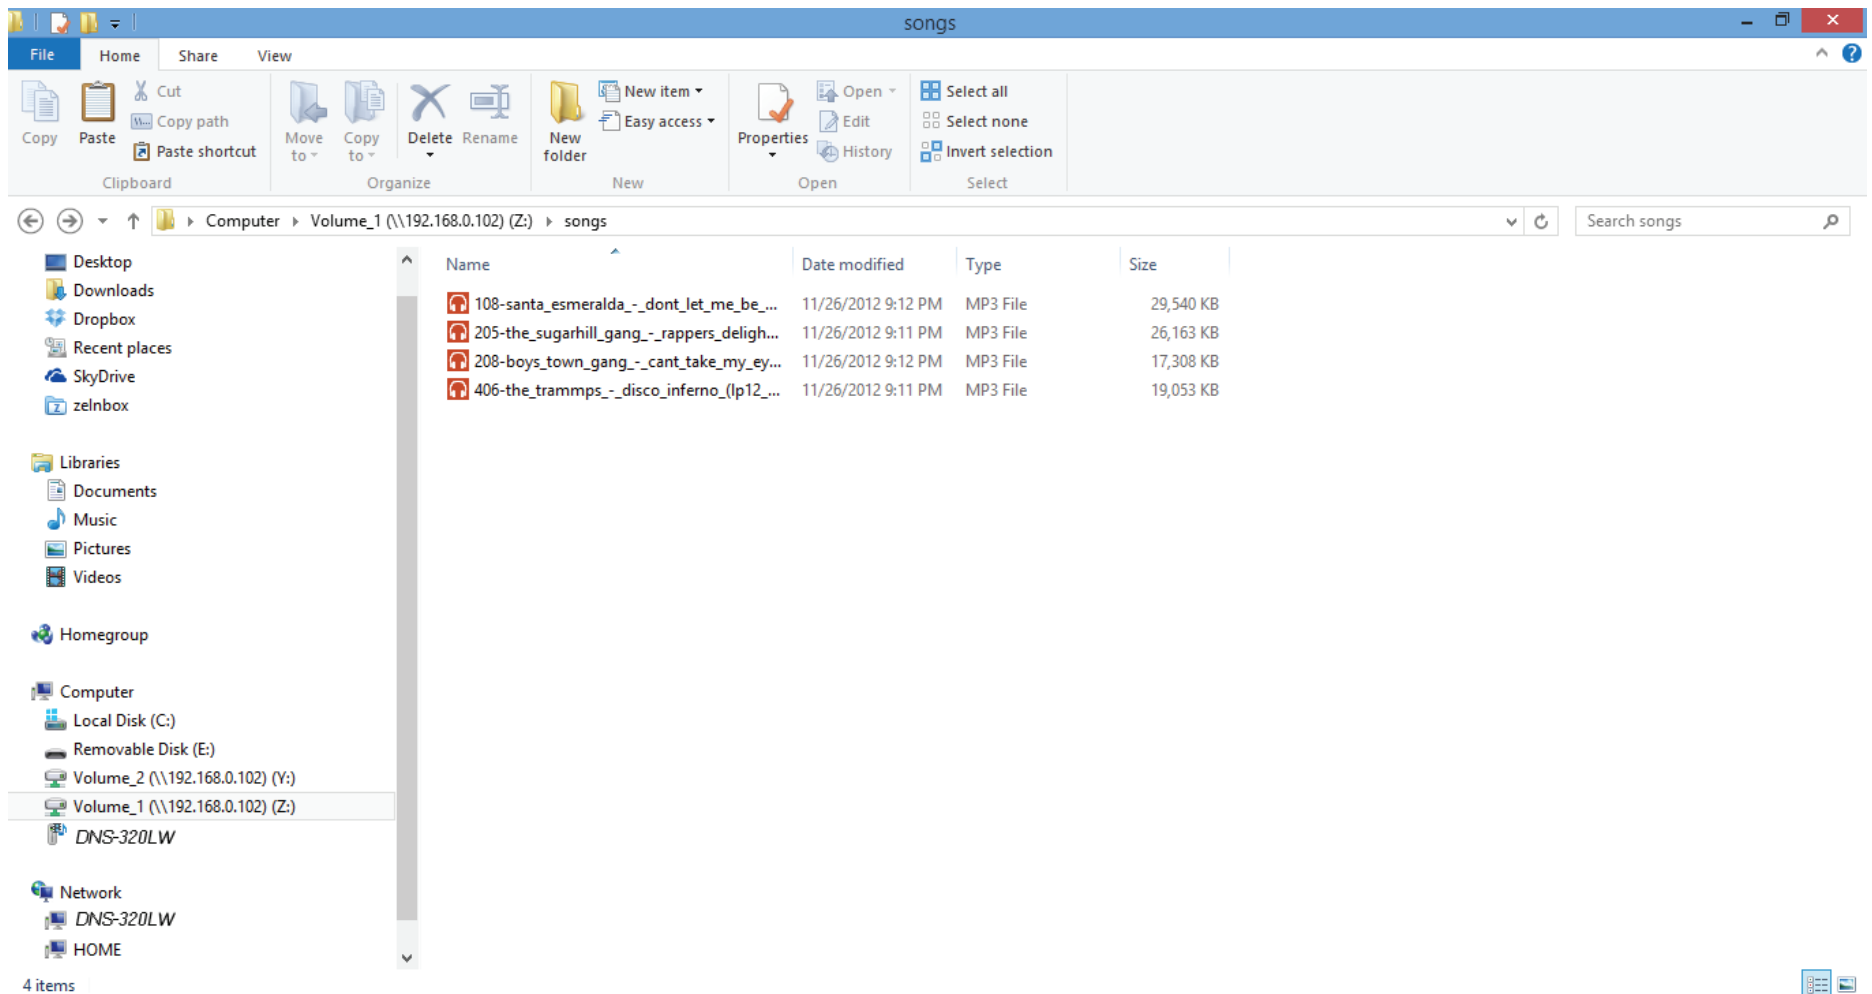 songs
File Home Share View
Copy
Paste
Cut
Copy path
Paste shortcut
Clipboard
Move to
Copy to
Delete
Rename
Organize
New folder
New item
Easy access
New
Properties
Open
Edit
History
Open
Select all
Select none
Invert selection
Select
Computer Volume_1 (\\192.168.0.102) (Z:) songs
Search songs
Desktop
Downloads
Dropbox
Recent places
SkyDrive
zeInbox
Libraries
Documents
Music
Pictures
Videos
Homegroup
Computer
Local Disk (C:)
Removable Disk (E:)
Volume_2 (\\192.168.0.102) (Y:)
Volume_1 (\\192.168.0.102) (Z:)
DNS-320LW
Network
DNS-320LW
HOME
Name Date modified Type Size
108-santa_esmeralda_-_dont_let_me_be_... 11/26/2012 9:12 PM MP3 File 29,540 KB
205-the_sugarhill_gang_-_rappers_deligh... 11/26/2012 9:11 PM MP3 File 26,163 KB
208-boys_town_gang_-_cant_take_my_ey... 11/26/2012 9:12 PM MP3 File 17,308 KB
406-the_trammps_-_disco_inferno_(lp12_... 11/26/2012 9:11 PM MP3 File 19,053 KB
4 items